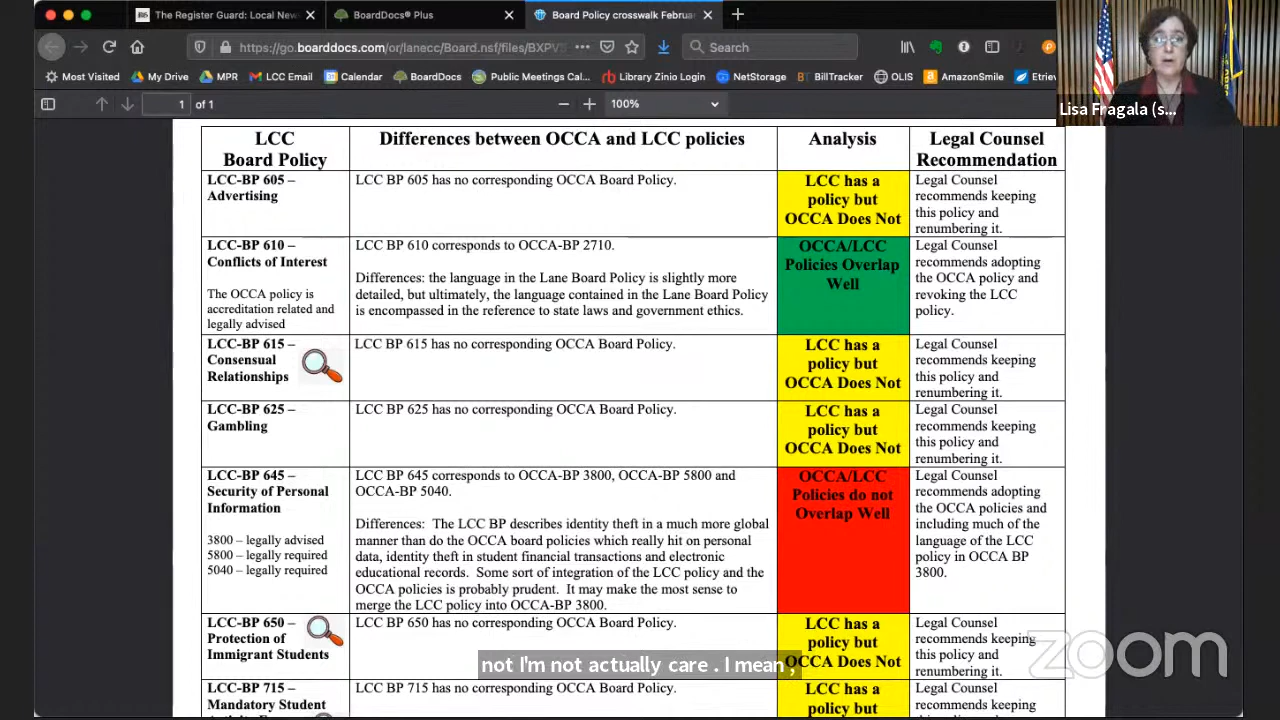 The Register Guard: Local New
BoardDocs® Plus
Board Policy crosswalk Februar
https://go.boarddocs.com/or/lanecc/Board.nsf/files/BXPV
Search
Most Visited
My Drive
MPR
LCC Email
Calendar
BoardDocs
Public Meetings Cal...
Library Zinio Login
NetStorage
BillTracker
OLIS
AmazonSmile
Etriev
Lisa Fragala (s...
1 of 1
100%
LCC
Board Policy
Differences between OCCA and LCC policies
Analysis
Legal Counsel
Recommendation
LCC-BP 605 –
Advertising
LCC BP 605 has no corresponding OCCA Board Policy.
LCC has a
policy but
OCCA Does Not
Legal Counsel
recommends keeping
this policy and
renumbering it.
LCC-BP 610 –
Conflicts of Interest
The OCCA policy is
accreditation related and
legally advised
LCC BP 610 corresponds to OCCA-BP 2710.
Differences: the language in the Lane Board Policy is slightly more
detailed, but ultimately, the language contained in the Lane Board Policy
is encompassed in the reference to state laws and government ethics.
OCCA/LCC
Policies Overlap
Well
Legal Counsel
recommends adopting
the OCCA policy and
revoking the LCC
policy.
LCC-BP 615 –
Consensual
Relationships
LCC BP 615 has no corresponding OCCA Board Policy.
LCC has a
policy but
OCCA Does Not
Legal Counsel
recommends keeping
this policy and
renumbering it.
LCC-BP 625 –
Gambling
LCC BP 625 has no corresponding OCCA Board Policy.
LCC has a
policy but
OCCA Does Not
Legal Counsel
recommends keeping
this policy and
renumbering it.
LCC-BP 645 –
Security of Personal
Information
3800 – legally advised
5800 – legally required
5040 – legally required
LCC BP 645 corresponds to OCCA-BP 3800, OCCA-BP 5800 and
OCCA-BP 5040.
Differences: The LCC BP describes identity theft in a much more global
manner than do the OCCA board policies which really hit on personal
data, identity theft in student financial transactions and electronic
educational records. Some sort of integration of the LCC policy and the
OCCA policies is probably prudent. It may make the most sense to
merge the LCC policy into OCCA-BP 3800.
OCCA/LCC
Policies do not
Overlap Well
Legal Counsel
recommends adopting
the OCCA policies and
including much of the
language of the LCC
policy in OCCA BP
3800.
LCC-BP 650 –
Protection of
Immigrant Students
LCC BP 650 has no corresponding OCCA Board Policy.
LCC has a
policy but
OCCA Does Not
Legal Counsel
recommends keeping
this policy and
renumbering it.
not I'm not actually care . I mean ,
zoom
LCC-BP 715 –
Mandatory Student
LCC BP 715 has no corresponding OCCA Board Policy.
LCC has a
policy but
Legal Counsel
recommends keeping